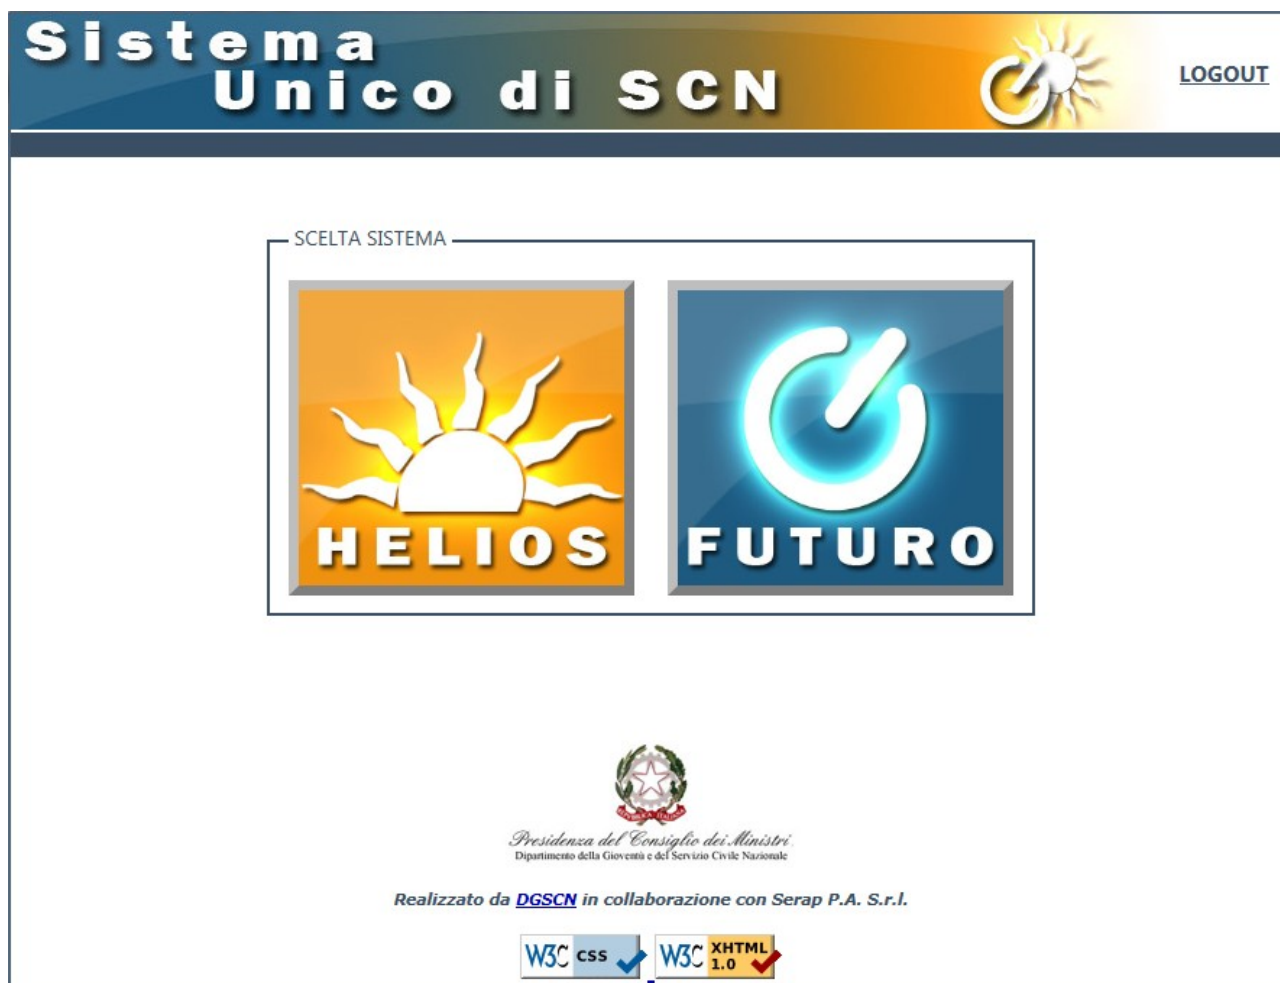 Sistema
Unico di SCN
LOGOUT
SCELTA SISTEMA
HELIOS
FUTURO
REPVBBLICA ITALIANA
Presidenza del Consiglio dei Ministri
Dipartimento della Gioventù e del Servizio Civile Nazionale
Realizzato da DGSCN in collaborazione con Serap P.A. S.r.l.
W3C css
W3C XHTML
1.0